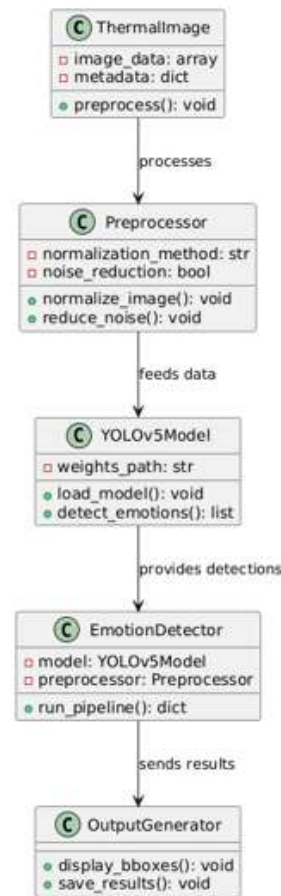 C ThermalImage
image_data: array
metadata: dict
preprocess(): void
processes
C Preprocessor
normalization_method: str
noise_reduction: bool
normalize_image(): void
reduce_noise(): void
feeds data
C YOLOv5Model
weights_path: str
load_model(): void
detect_emotions(): list
provides detections
C EmotionDetector
model: YOLOv5Model
preprocessor: Preprocessor
run_pipeline(): dict
sends results
C OutputGenerator
display_bboxes(): void
save_results(): void